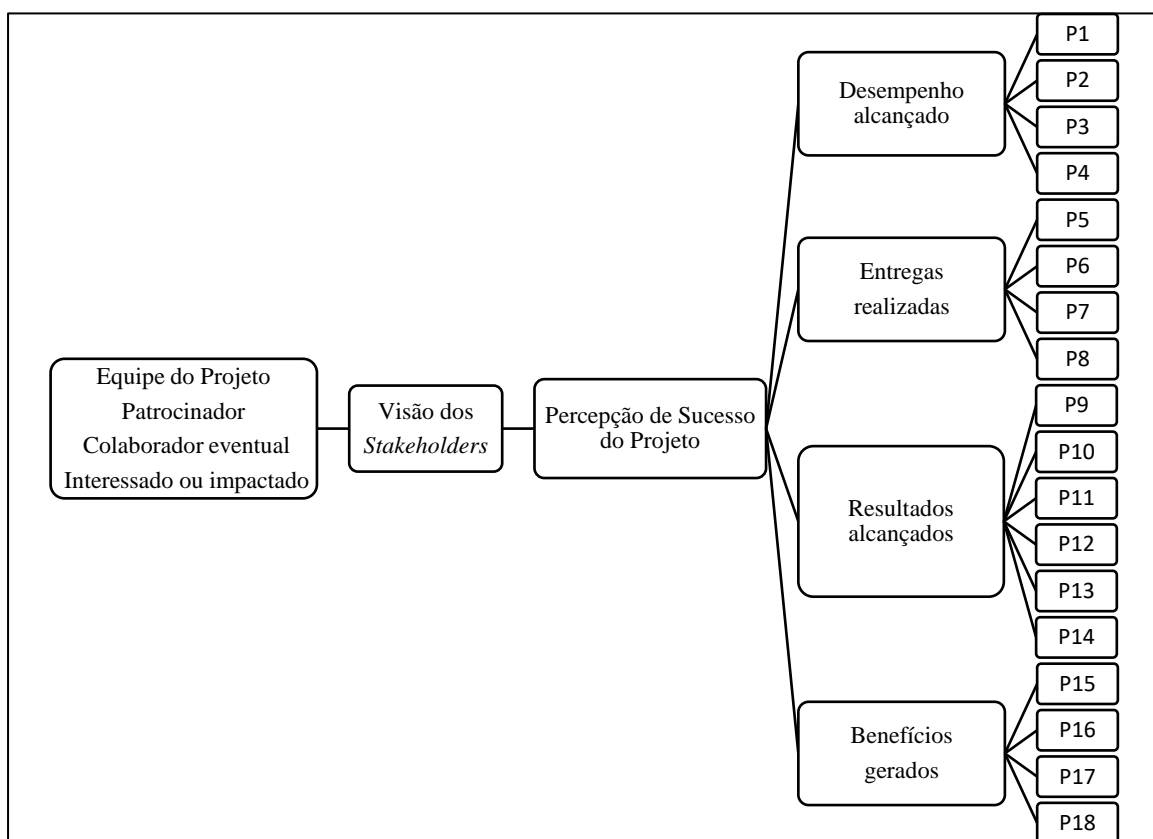 Equipe do Projeto
Patrocinador
Colaborador eventual
Interessado ou impactado
Visão dos
Stakeholders
Percepção de Sucesso
do Projeto
Desempenho
alcançado
P1
P2
P3
P4
Entregas
realizadas
P5
P6
P7
P8
Resultados
alcançados
P9
P10
P11
P12
P13
P14
Benefícios
gerados
P15
P16
P17
P18